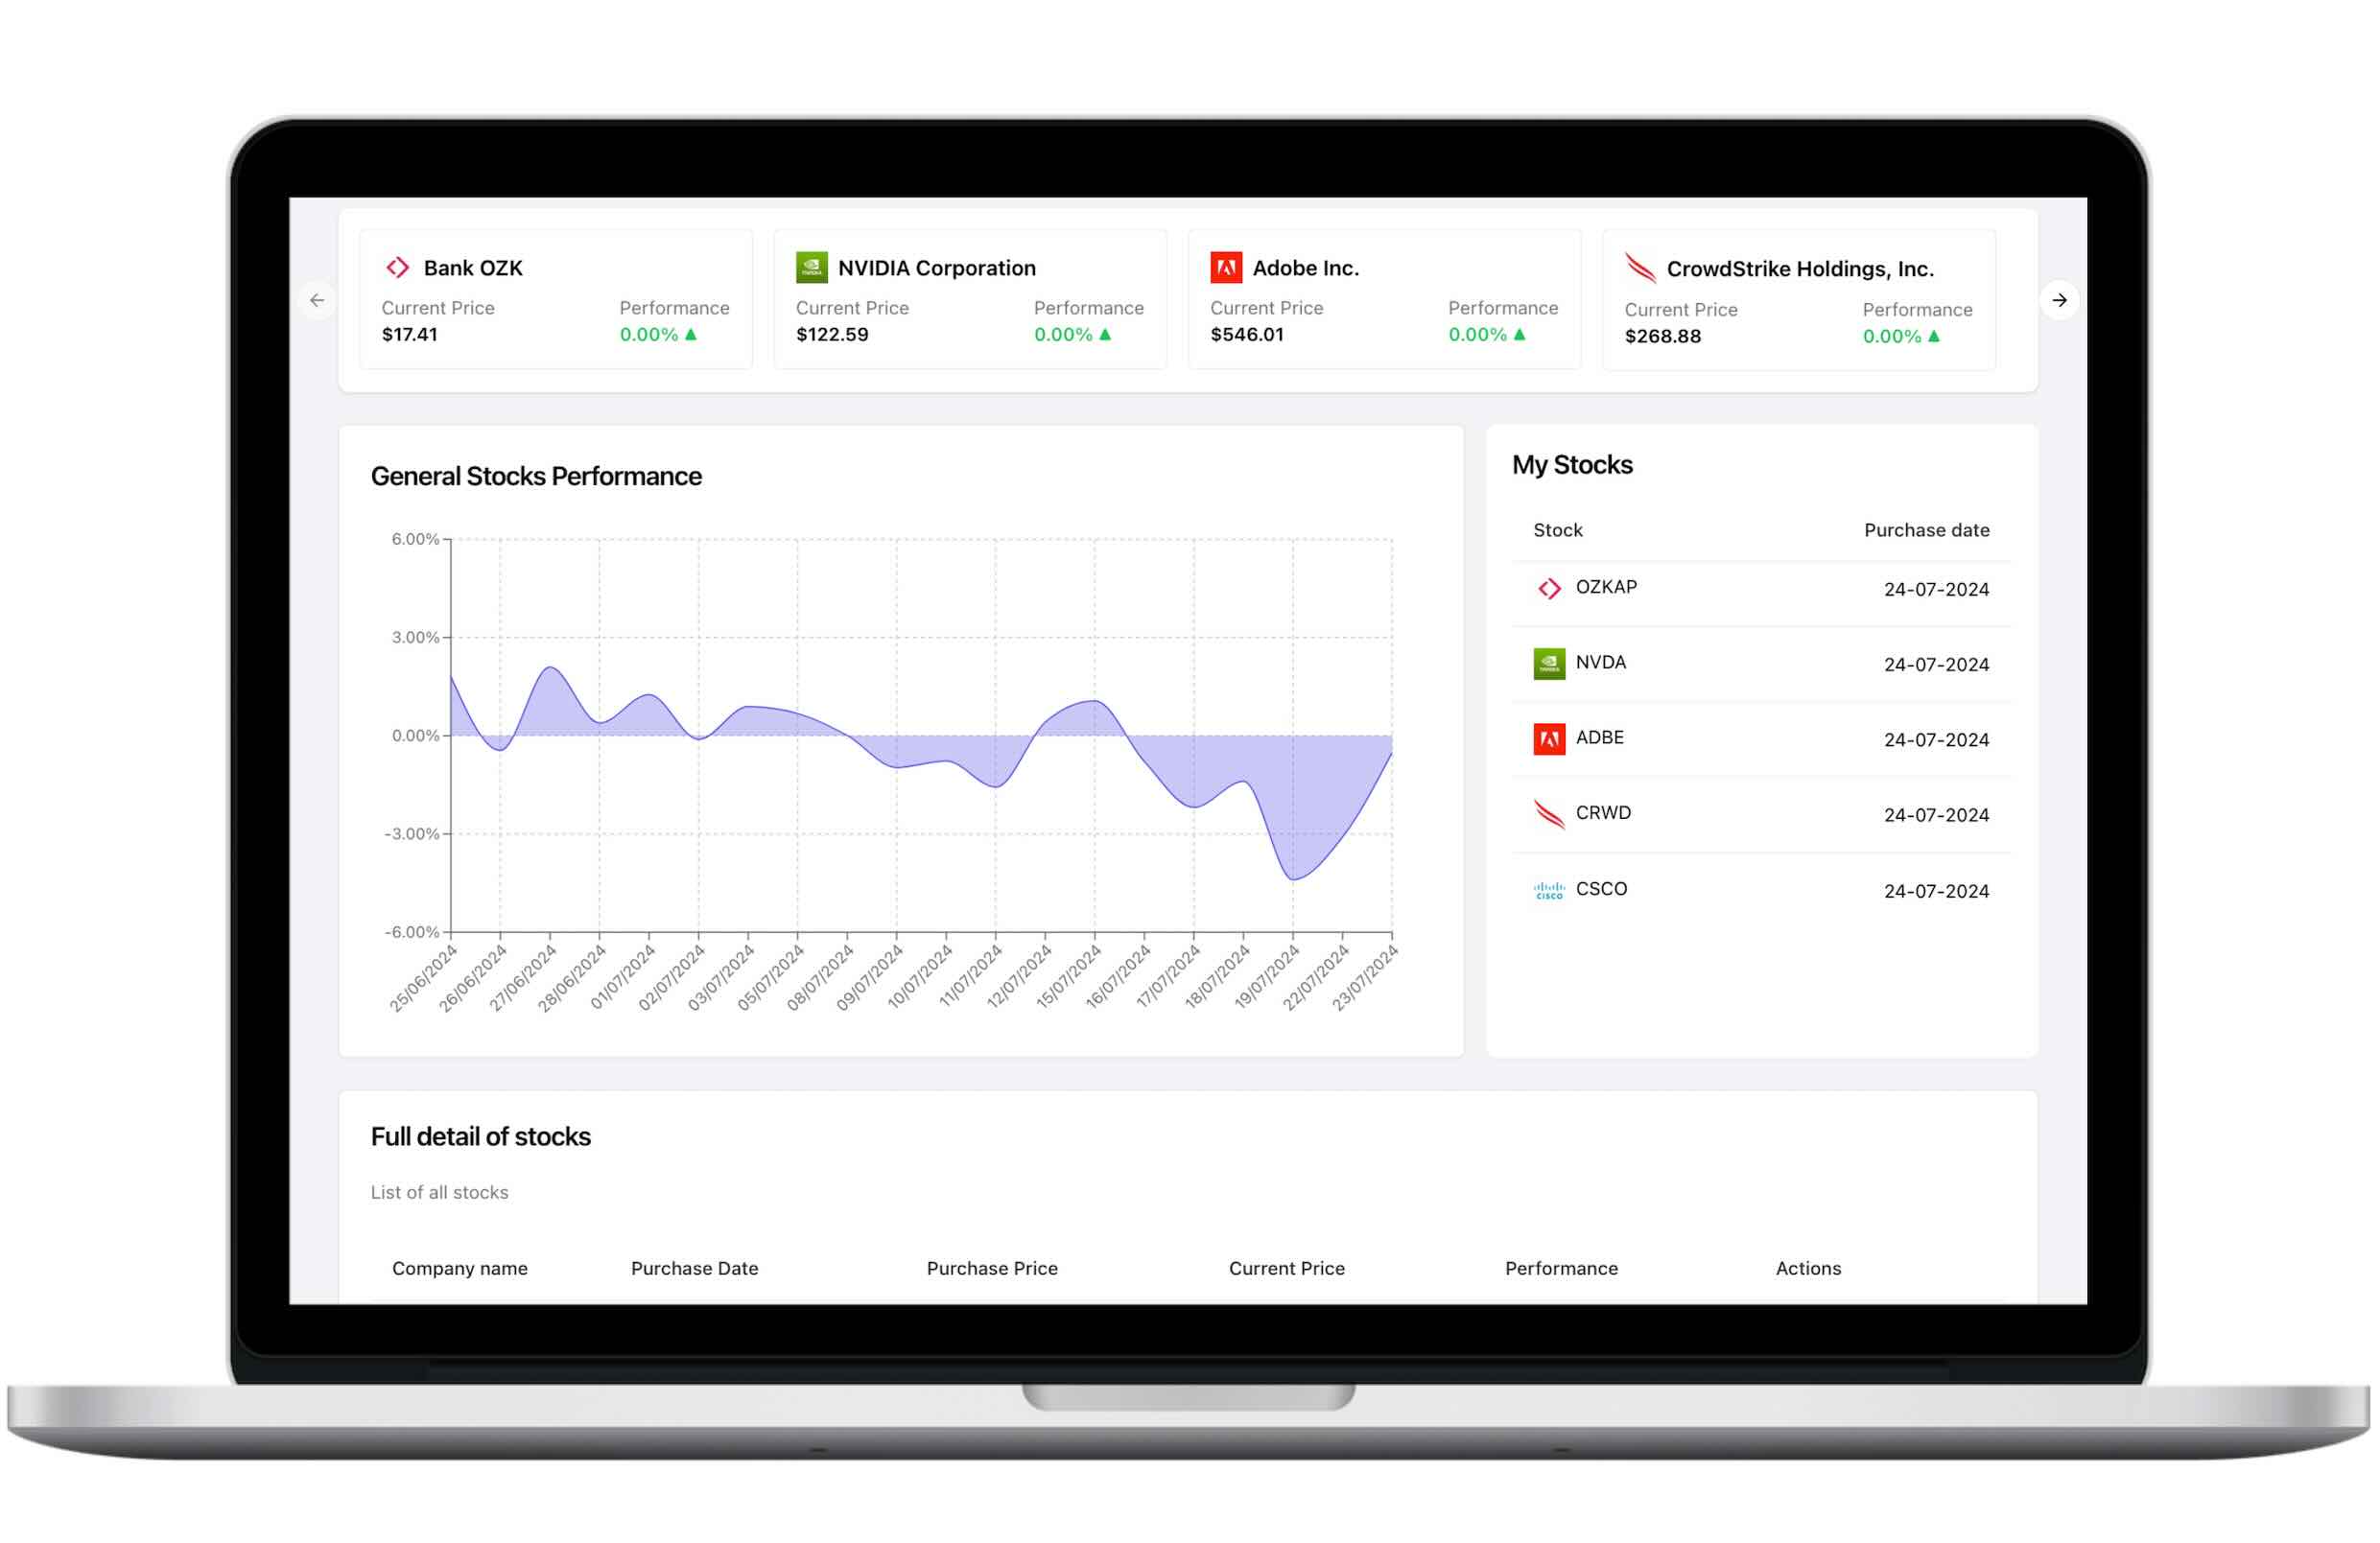 Bank OZK
Current Price Performance
$17.41 0.00%
NVIDIA Corporation
Current Price Performance
$122.59 0.00%
Adobe Inc.
Current Price Performance
$546.01 0.00%
CrowdStrike Holdings, Inc.
Current Price Performance
$268.88 0.00%
General Stocks Performance
6.00%
3.00%
0.00%
-3.00%
-6.00%
25/06/2024
26/06/2024
27/06/2024
28/06/2024
01/07/2024
02/07/2024
03/07/2024
05/07/2024
08/07/2024
09/07/2024
10/07/2024
11/07/2024
12/07/2024
15/07/2024
16/07/2024
17/07/2024
18/07/2024
19/07/2024
22/07/2024
23/07/2024
My Stocks
Stock Purchase date
OZKAP 24-07-2024
NVDA 24-07-2024
ADBE 24-07-2024
CRWD 24-07-2024
CISCO CSCO 24-07-2024
Full detail of stocks
List of all stocks
Company name Purchase Date Purchase Price Current Price Performance Actions